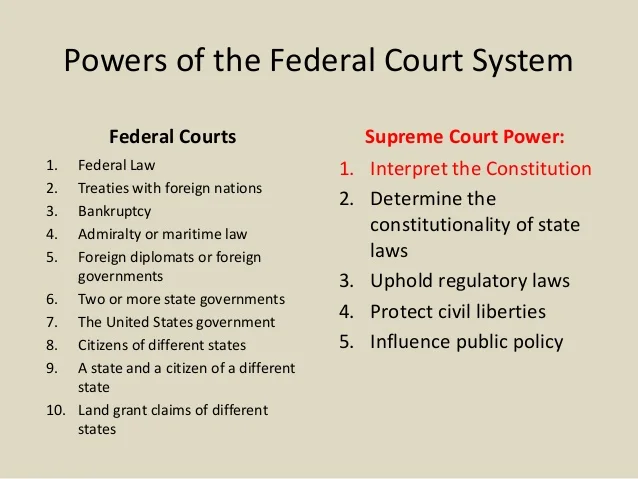 Powers of the Federal Court System
Federal Courts
1. Federal Law
2. Treaties with foreign nations
3. Bankruptcy
4. Admiralty or maritime law
5. Foreign diplomats or foreign
governments
6. Two or more state governments
7. The United States government
8. Citizens of different states
9. A state and a citizen of a different
state
10. Land grant claims of different
states
Supreme Court Power:
1. Interpret the Constitution
2. Determine the
constitutionality of state
laws
3. Uphold regulatory laws
4. Protect civil liberties
5. Influence public policy